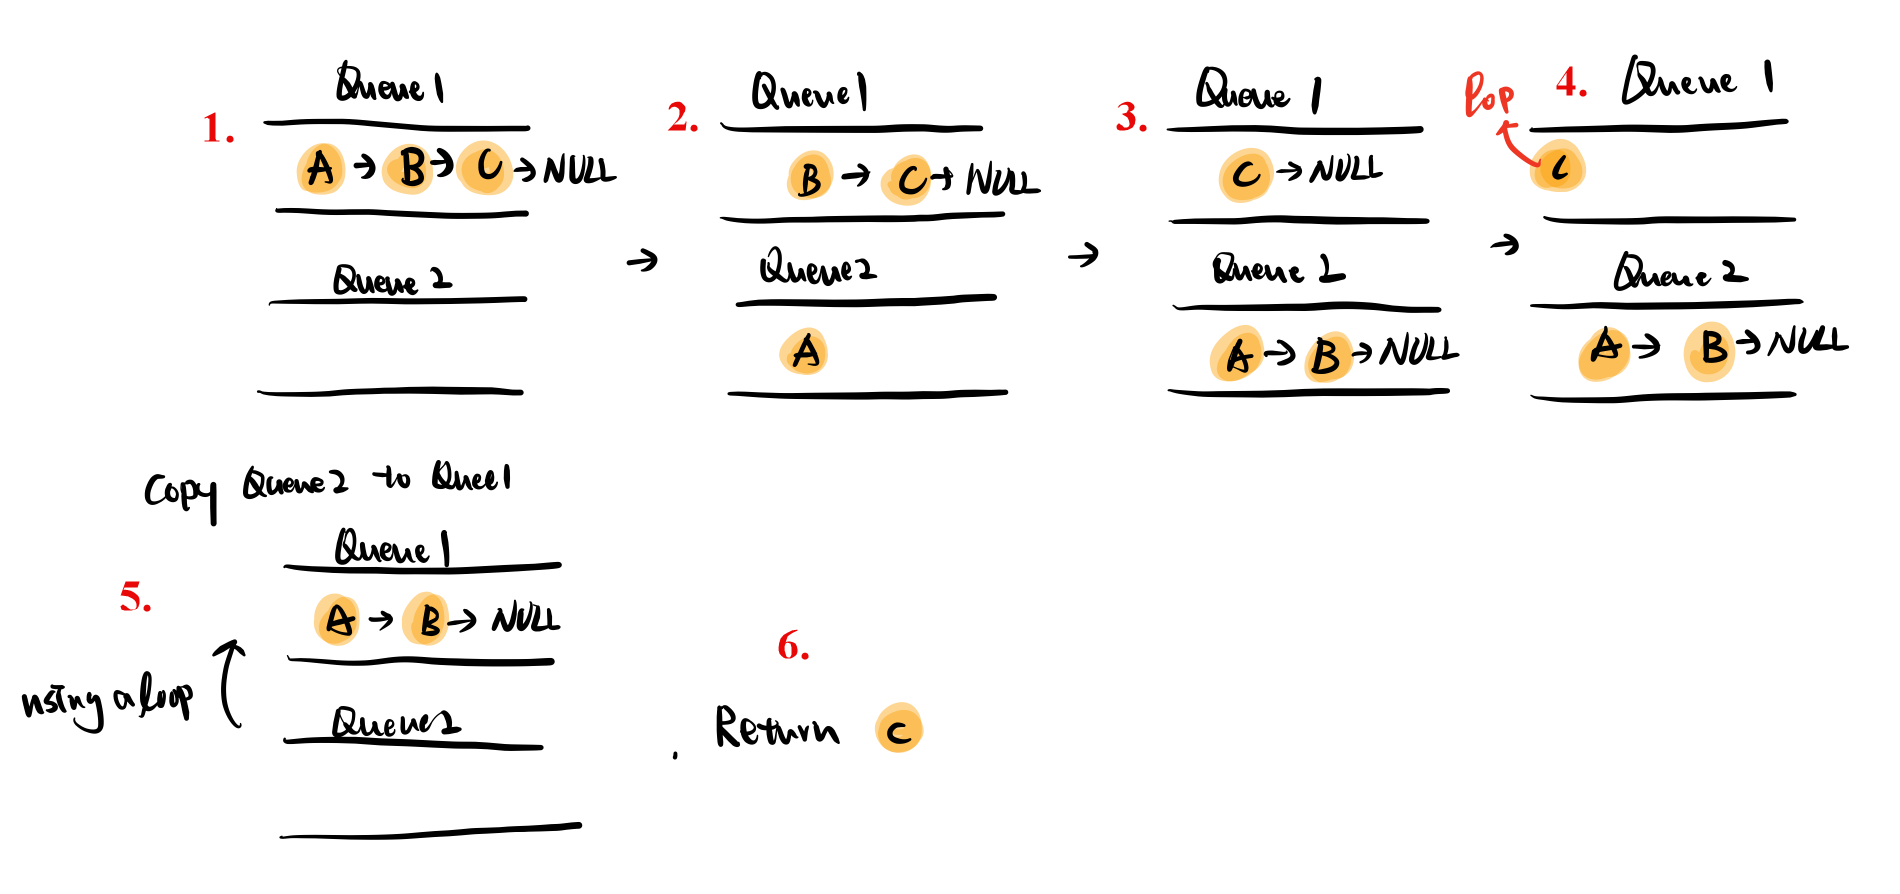 1.
Queue 1
A → B → C → NULL
Queue 2
→
2.
Queue 1
B → C → NULL
Queue 2
A
→
3.
Queue 1
C → NULL
Queue 2
A → B → NULL
→
Pop
4.
Queue 1
C
Queue 2
A → B → NULL
Copy Queue 2 to Quee1
5.
using a loop
Queue 1
A → B → NULL
Queue 2
6.
Return C